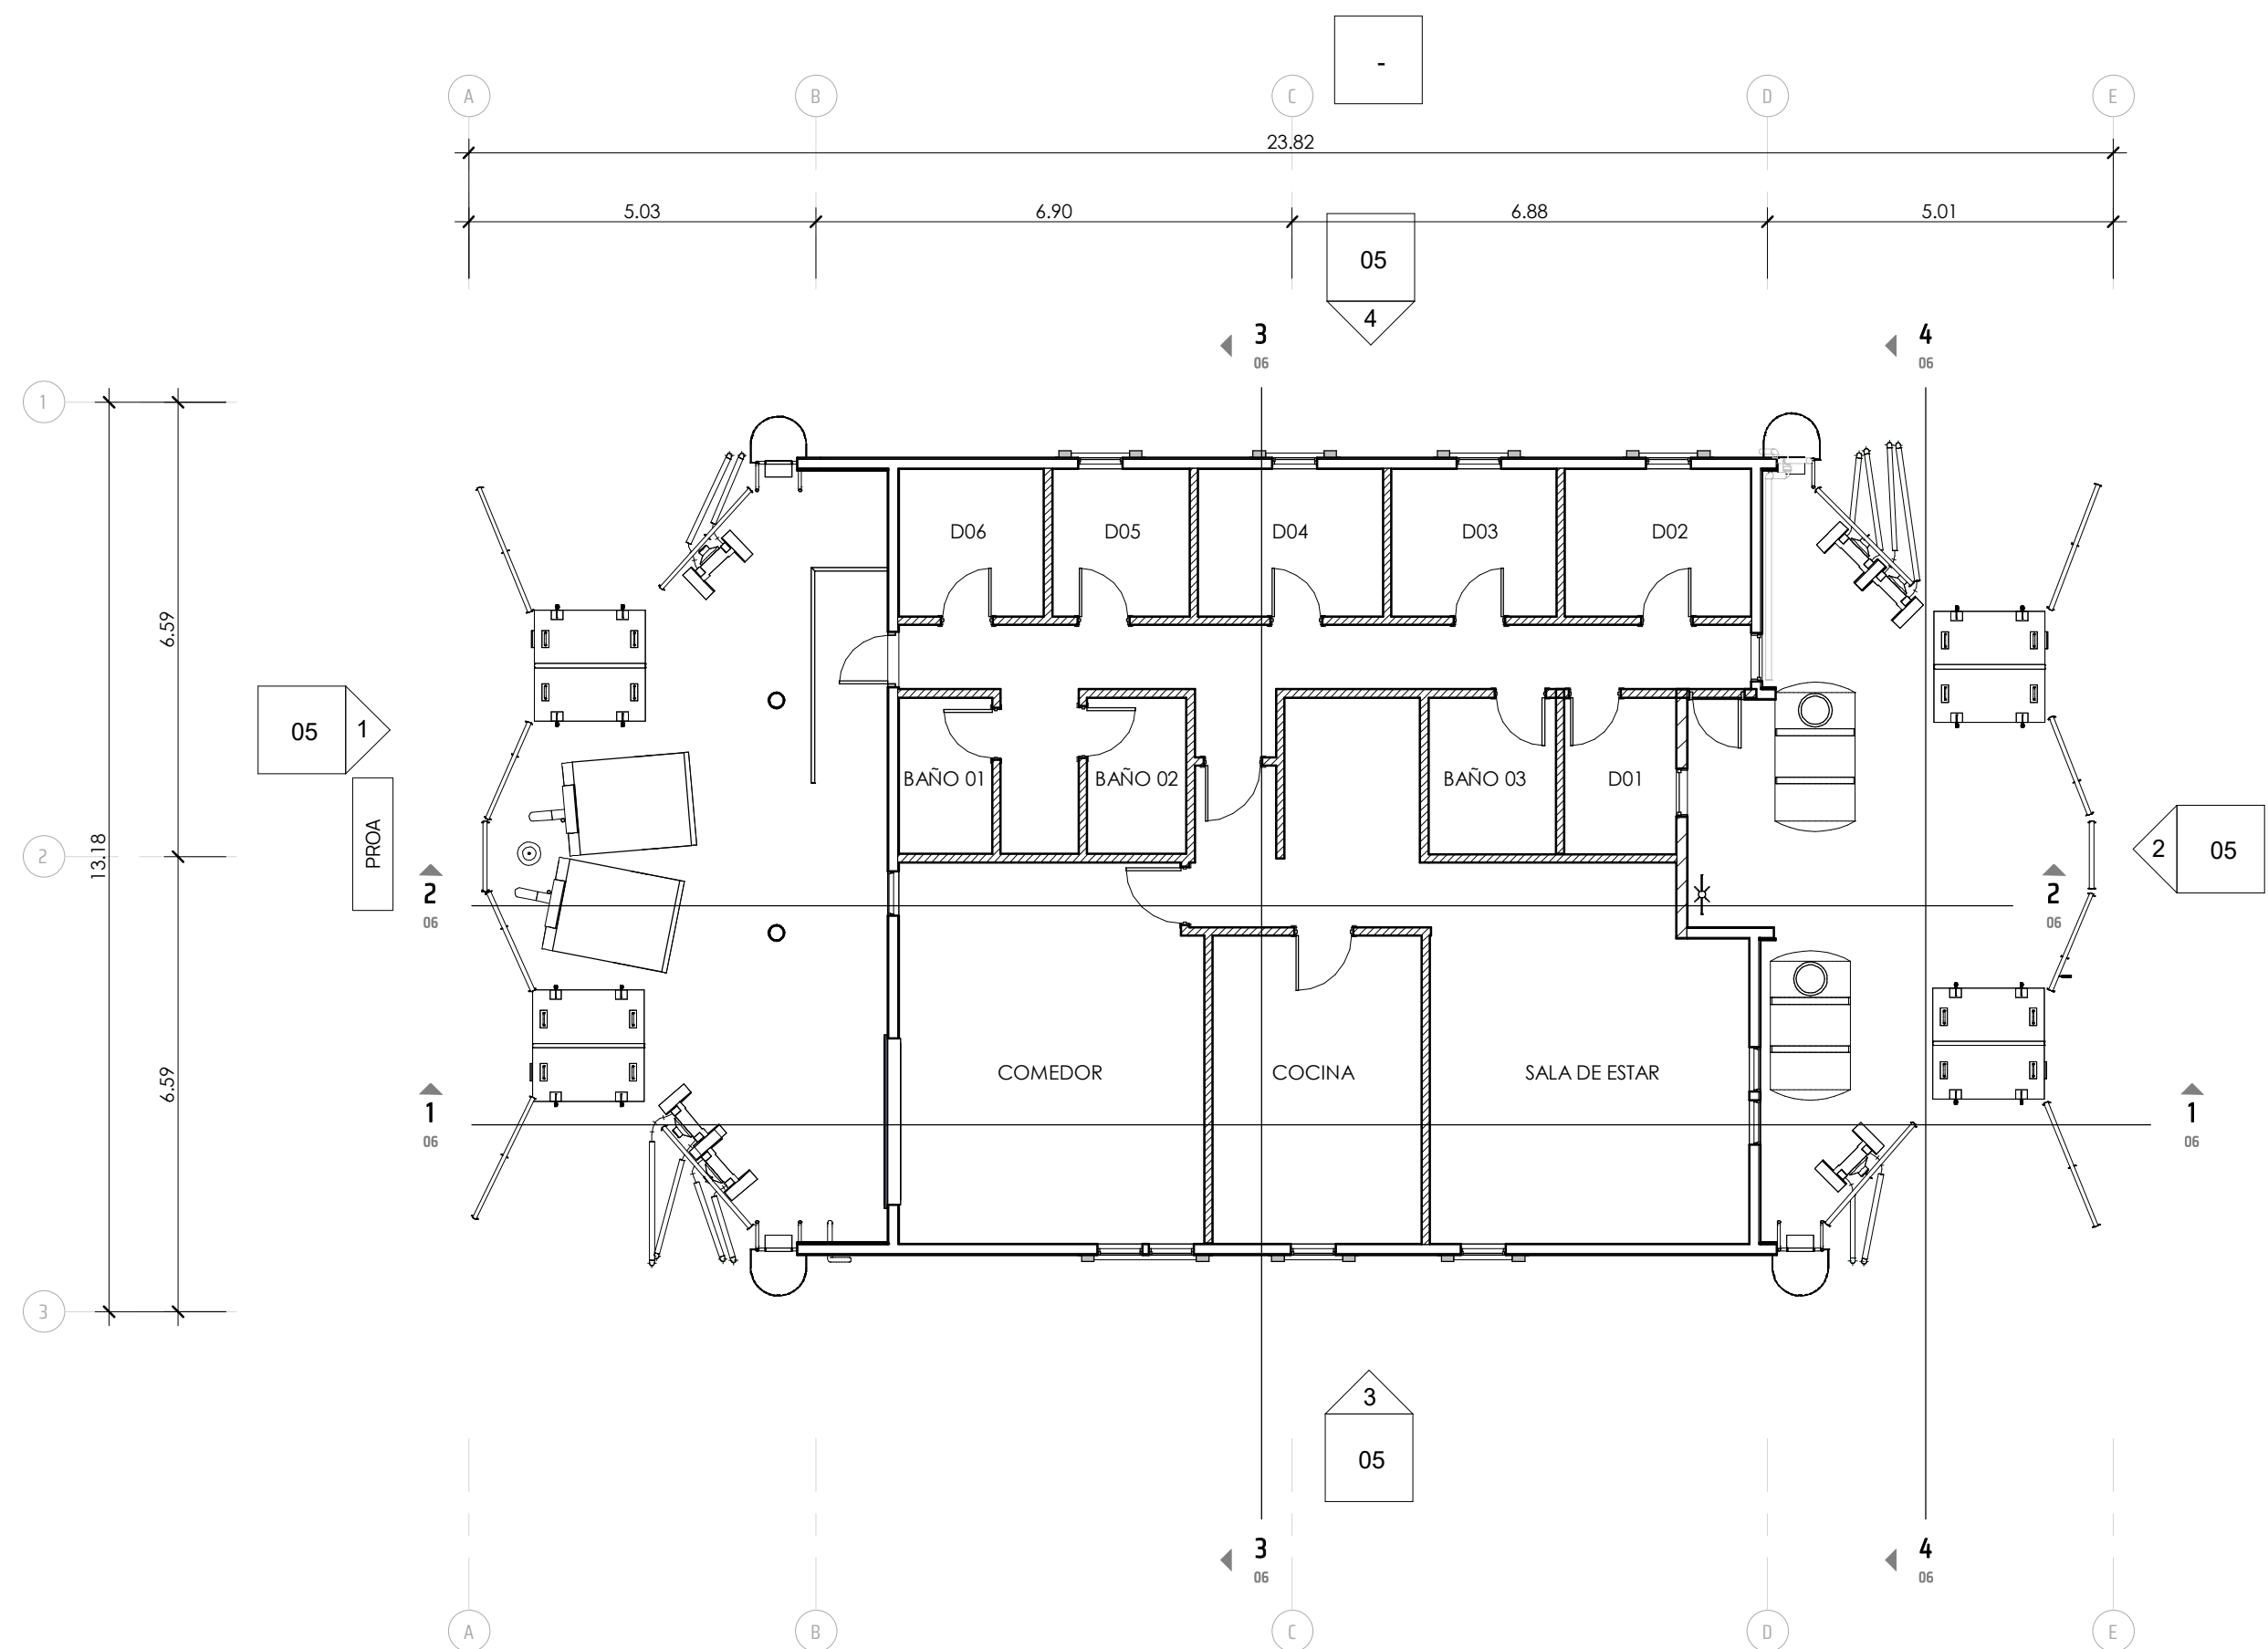 -
A
B
C
D
E
23.82
5.03
6.90
6.88
5.01
05
4
3
06
4
06
1
6.59
D06
D05
D04
D03
D02
05
1
BAÑO 01
BAÑO 02
BAÑO 03
D01
PROA
2
13.18
2
06
2
06
2
05
6.59
COMEDOR
COCINA
SALA DE ESTAR
1
06
1
06
3
3
05
3
06
4
06
A
B
C
D
E